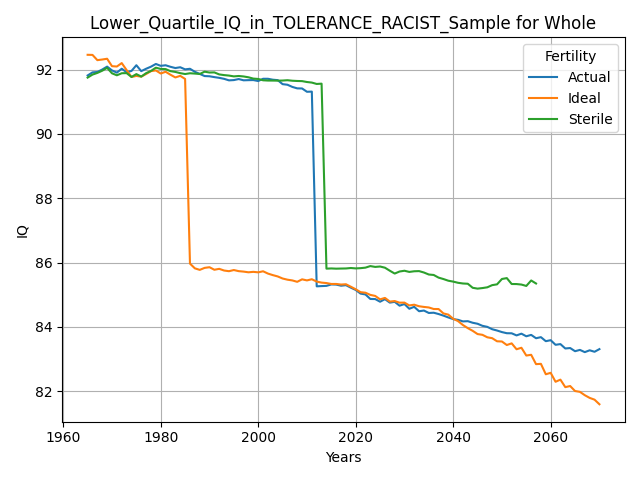 Lower_Quartile_IQ_in_TOLERANCE_RACIST_Sample for Whole
Fertility
Actual
Ideal
Sterile
IQ
92
90
88
86
84
82
1960
1980
2000
2020
2040
2060
Years